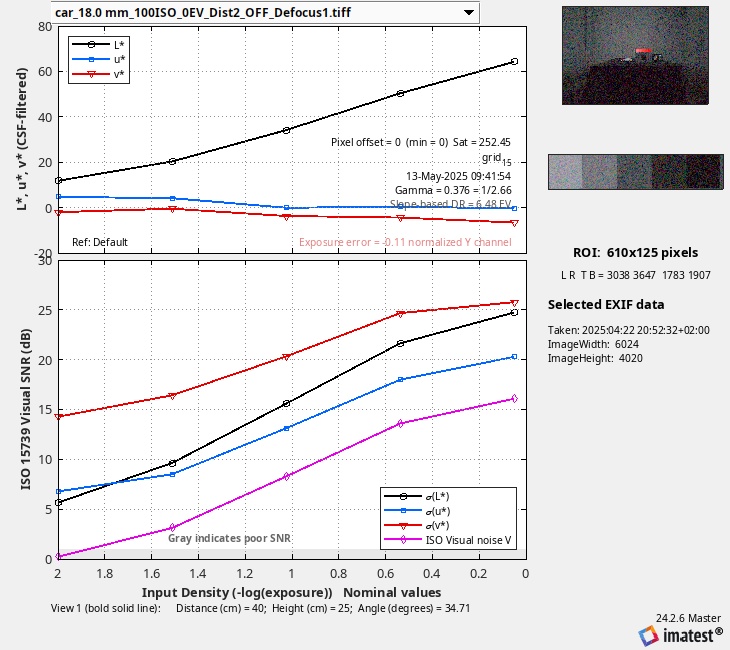 car_18.0 mm_100ISO_0EV_Dist2_OFF_Defocus1.tiff
L*, u*, v* (CSF-filtered)
80
60
40
20
0
-20
L*
u*
v*
Pixel offset = 0 (min = 0) Sat = 252.45
grid_15
13-May-2025 09:41:54
Gamma = 0.376 = 1/2.66
Slope-based DR = 6.48 EV
Ref: Default
Exposure error = -0.11 normalized Y channel
ISO 15739 Visual SNR (dB)
30
25
20
15
10
5
0
σ(L*)
σ(u*)
σ(v*)
ISO Visual noise V
Gray indicates poor SNR
2 1.8 1.6 1.4 1.2 1 0.8 0.6 0.4 0.2 0
Input Density (-log(exposure)) Nominal values
View 1 (bold solid line): Distance (cm) = 40; Height (cm) = 25; Angle (degrees) = 34.71
ROI: 610x125 pixels
L R T B = 3038 3647 1783 1907
Selected EXIF data
Taken: 2025:04:22 20:52:32+02:00
ImageWidth: 6024
ImageHeight: 4020
24.2.6 Master
imatest®